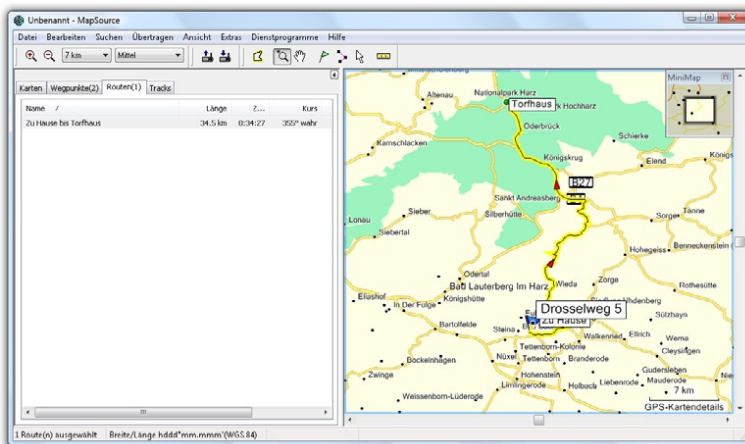 Unbenannt - MapSource
Datei Bearbeiten Suchen Übertragen Ansicht Extras Dienstprogramme Hilfe
7 km Mittel
Karten Wegpunkte(2) Routen(1) Tracks
Name / Länge Z... Kurs
Zu Hause bis Torfhaus 34.5 km 0:34:27 355° wahr
MiniMap
Nationalpark Harz
Altenau
Torfhaus
rk Hochharz
Oderbrück
Schierke
Kamschlacken
Königskrug
Elend
Königs
B27
Sankt Andreasberg
Sieber
Silberhütte
Lonau
Sorge
Tanne
Siebertal
Hohegeiss
Benneckenstein
Odertal
Wieda
Zorge
Bad Lauterberg Im Harz
Rothesütte
Eliashof
In Der Folge
Königshütte
Drosselweg 5
Zu Hause
Sülzhayn
Bartolfelde
Steina
Walkenried
Ellrich
Werna
Tettenborn-Kolonie
Cleysingen
Nüxei
Tettenborn
Branderode
Bockelnhagen
Gudersleben
Zwinge
Hohenstein
Liebenrode
Mauderode
Limlingerode
Holbach
7 km
Weissenborn-Lüderode
GPS-Kartendetails
1 Route(n) ausgewählt Breite/Länge hddd°mm.mmm'(WGS 84)